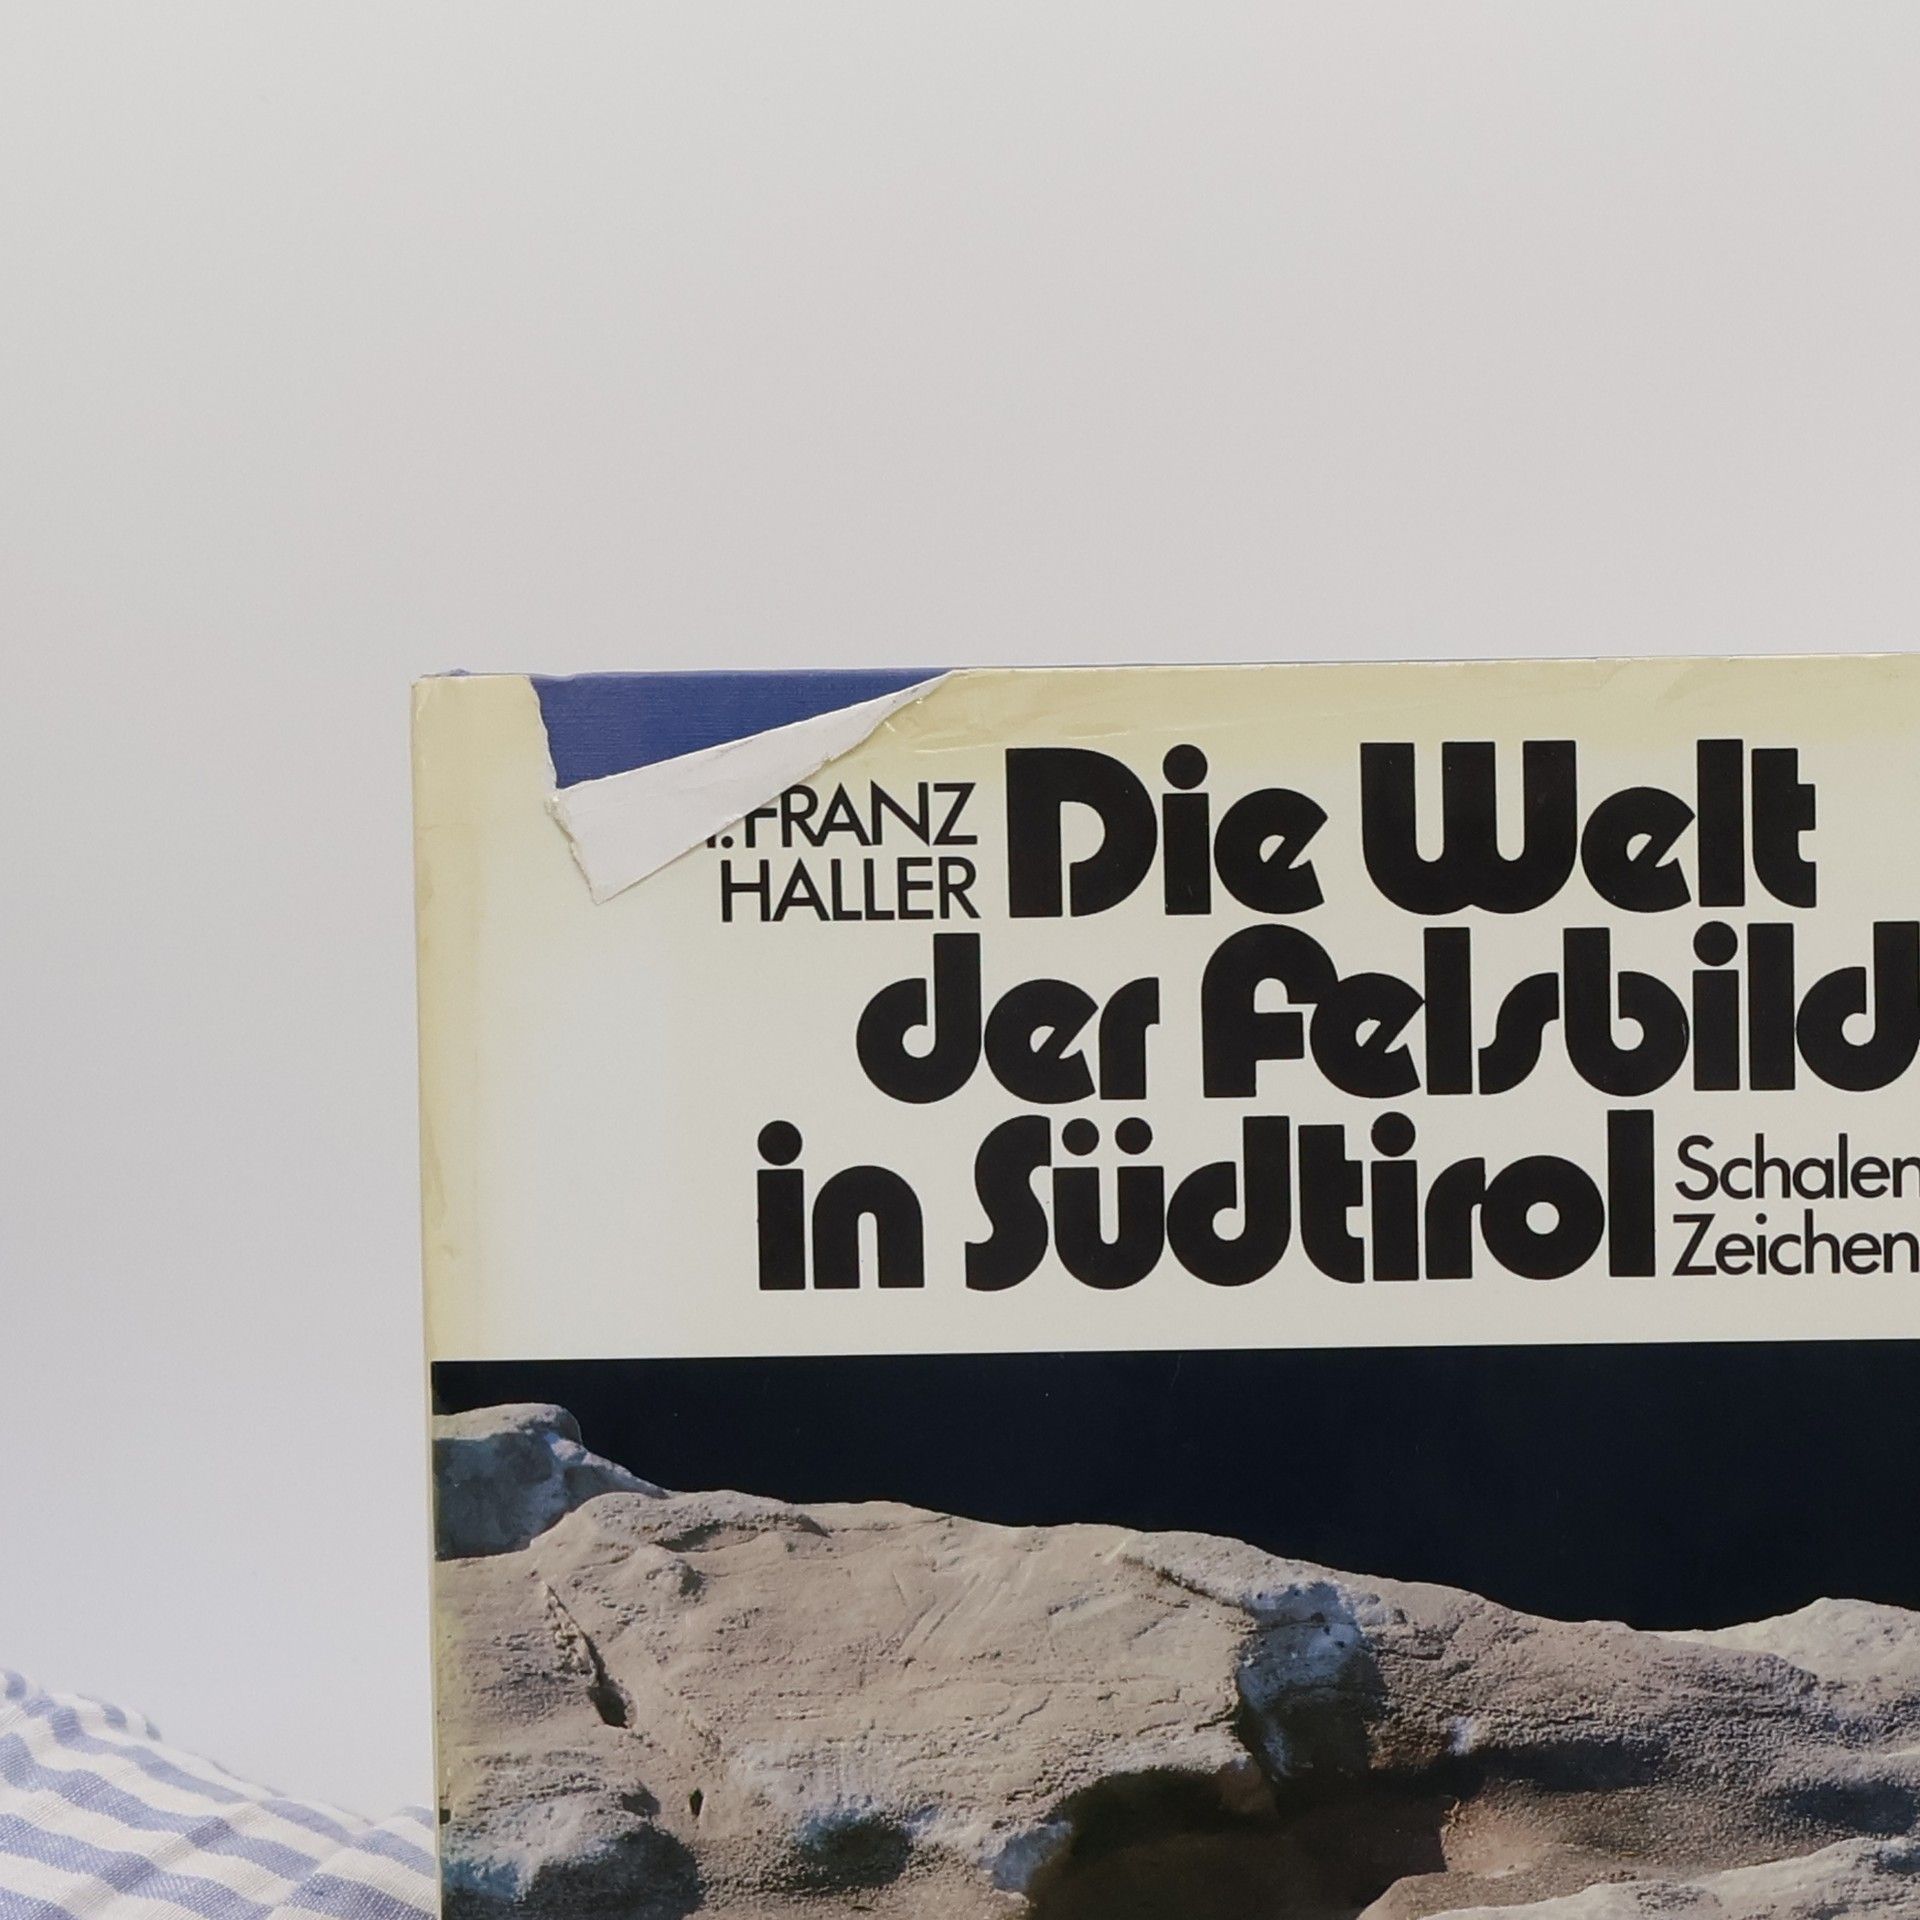 FRANZ
HALLER
Die Welt
der Felsbild
in Südtirol
Schalen
Zeichen